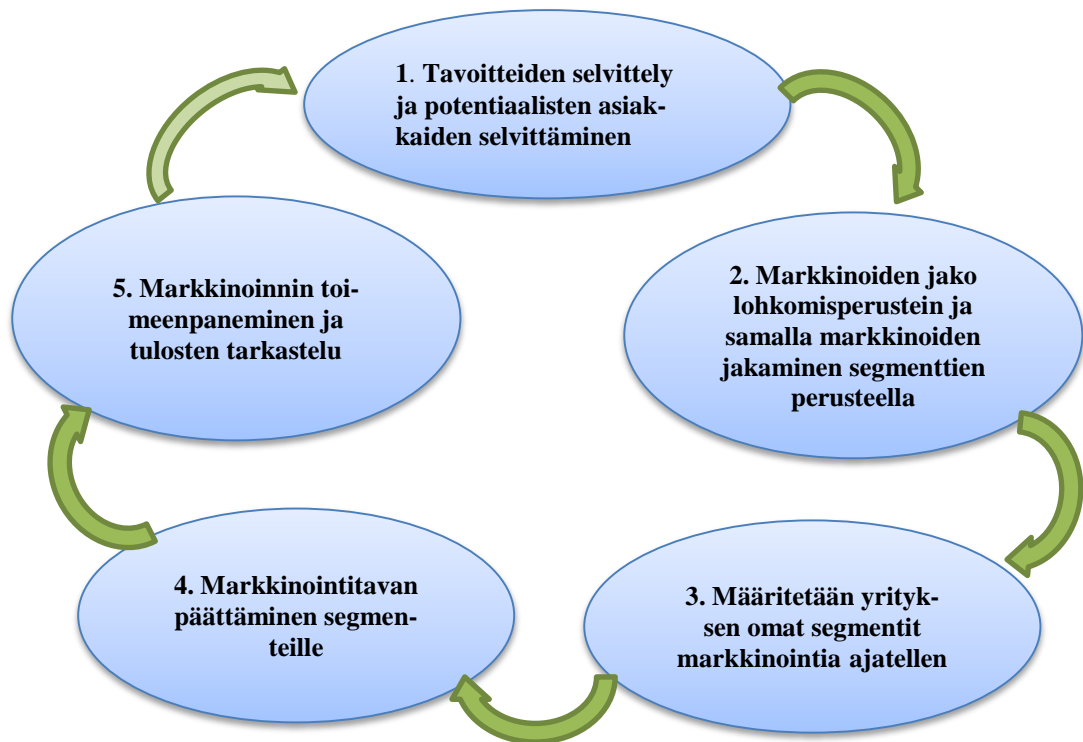 1. Tavoitteiden selvittely
ja potentiaalisten asiak-
kaiden selvittäminen
2. Markkinoiden jako
lohkomisperustein ja
samalla markkinoiden
jakaminen segmenttien
perusteella
3. Määritetään yrityk-
sen omat segmentit
markkinointia ajatellen
4. Markkinointitavan
päättäminen segmen-
teille
5. Markkinoinnin toi-
meenpaneminen ja
tulosten tarkastelu